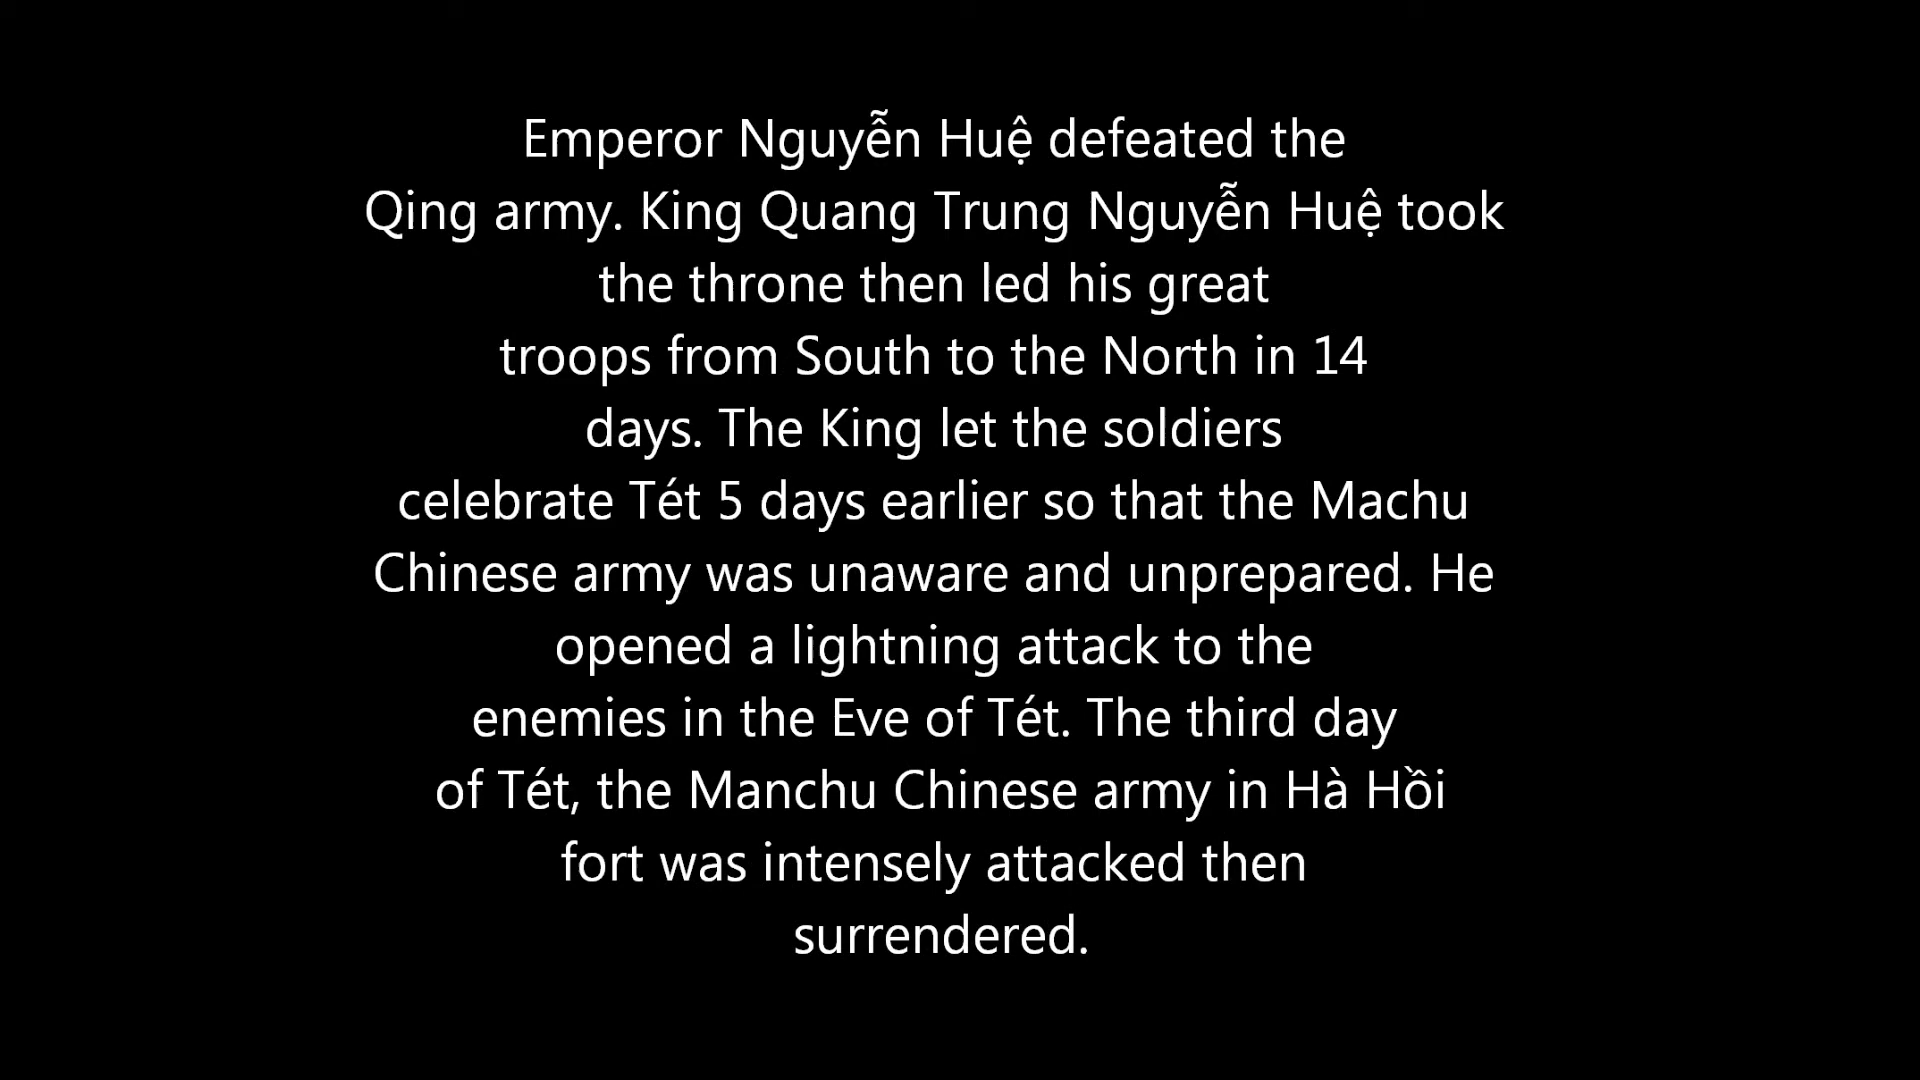 Emperor Nguyễn Huệ defeated the
Qing army. King Quang Trung Nguyễn Huệ took
the throne then led his great
troops from South to the North in 14
days. The King let the soldiers
celebrate Tét 5 days earlier so that the Machu
Chinese army was unaware and unprepared. He
opened a lightning attack to the
enemies in the Eve of Tét. The third day
of Tét, the Manchu Chinese army in Hà Hồi
fort was intensely attacked then
surrendered.